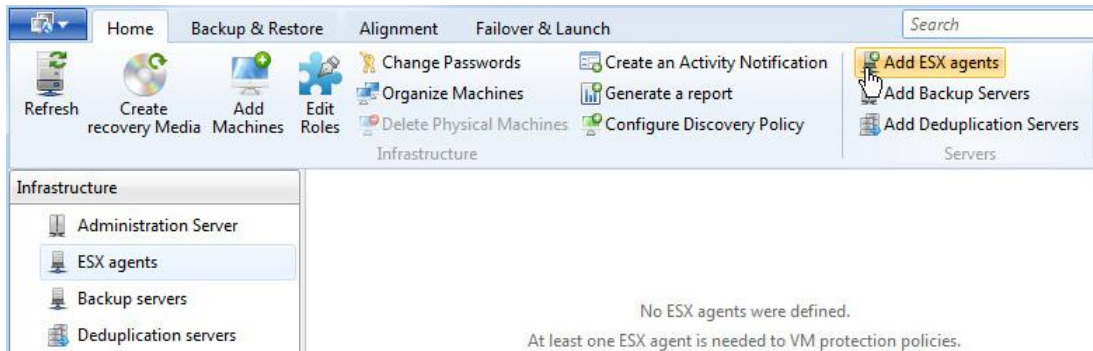 Home Backup & Restore Alignment Failover & Launch Search
Refresh
Create
recovery Media
Add
Machines
Edit
Roles
Change Passwords
Organize Machines
Delete Physical Machines
Create an Activity Notification
Generate a report
Configure Discovery Policy
Infrastructure
Add ESX agents
Add Backup Servers
Add Deduplication Servers
Servers
Infrastructure
Administration Server
ESX agents
Backup servers
Deduplication servers
No ESX agents were defined.
At least one ESX agent is needed to VM protection policies.